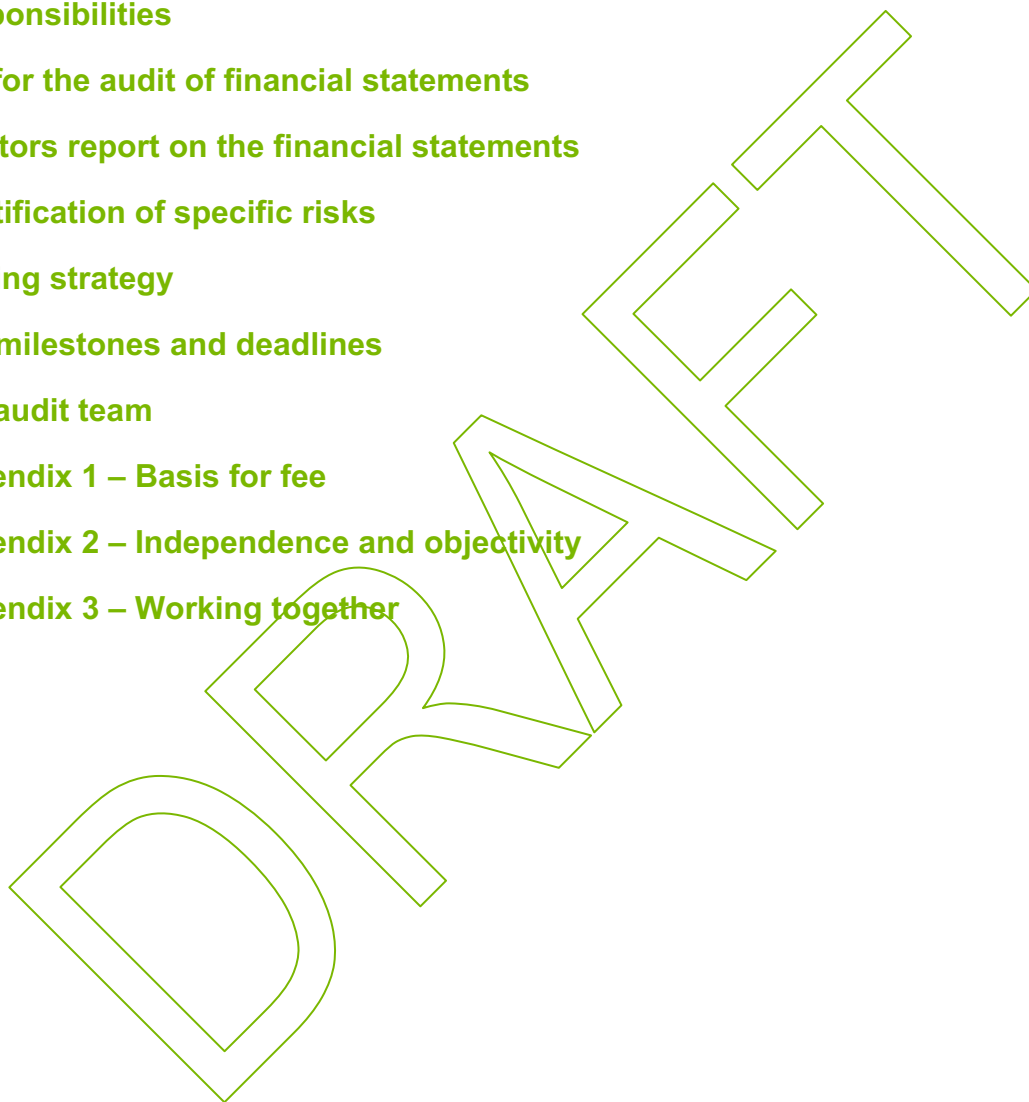 ponsibilities
for the audit of financial statements
tors report on the financial statements
tification of specific risks
ng strategy
milestones and deadlines
audit team
endix 1 – Basis for fee
endix 2 – Independence and objectivity
endix 3 – Working together
DRAFT